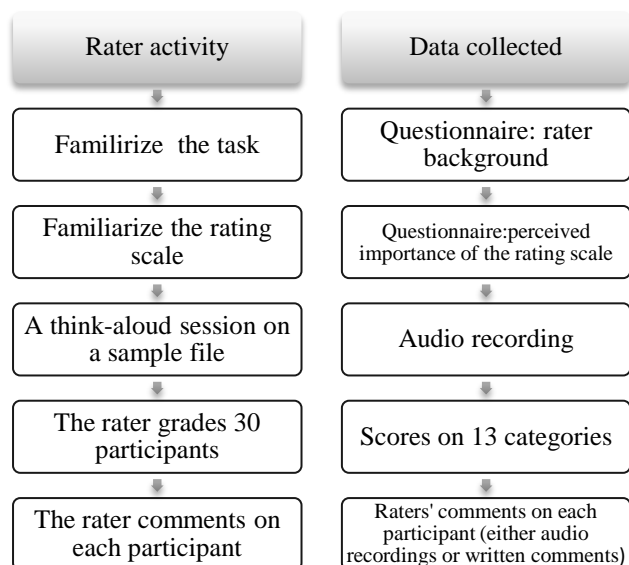 Rater activity
Familirize the task
Familiarize the rating
scale
A think-aloud session on
a sample file
The rater grades 30
participants
The rater comments on
each participant
Data collected
Questionnaire: rater
background
Questionnaire:perceived
importance of the rating scale
Audio recording
Scores on 13 categories
Raters' comments on each
participant (either audio
recordings or written comments)